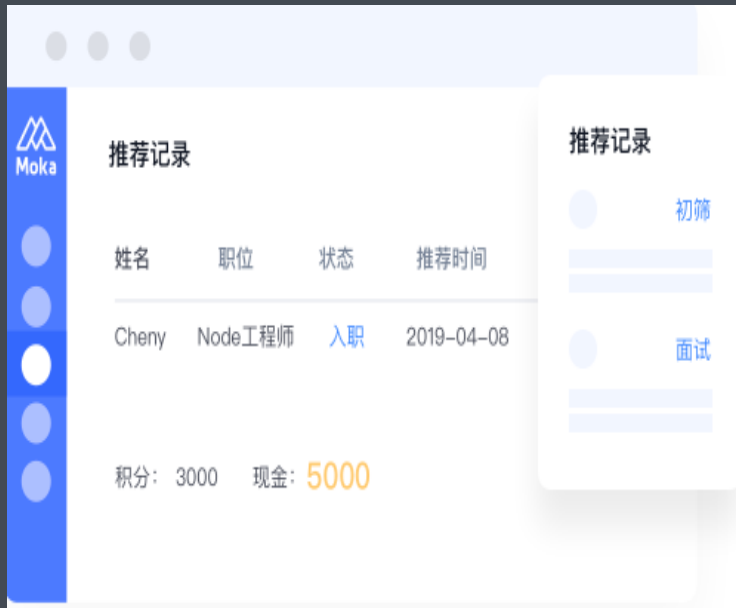 Moka
推荐记录
姓名 职位 状态 推荐时间
Cheny Node工程师 入职 2019-04-08
积分： 3000 现金： 5000
推荐记录
初筛
面试